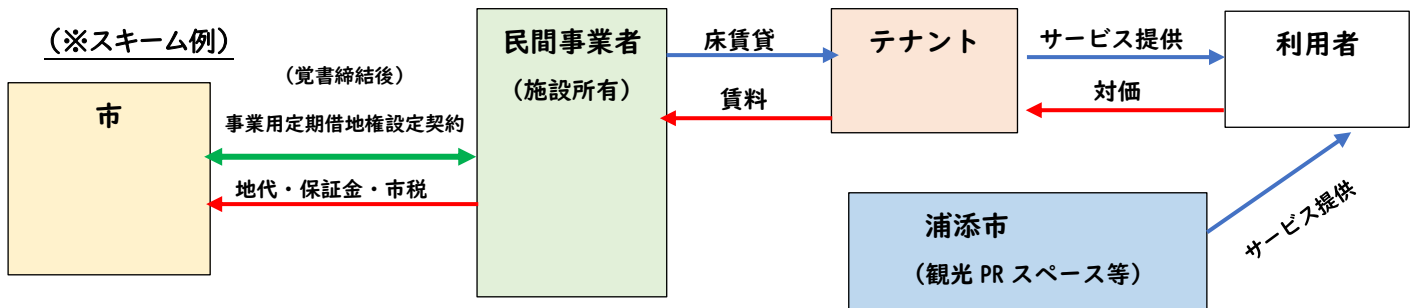 (※スキーム例)
市
(覚書締結後)
事業用定期借地権設定契約
地代・保証金・市税
民間事業者
(施設所有)
床賃貸
賃料
テナント
サービス提供
対価
利用者
浦添市
(観光 PR スペース等)
サービス提供